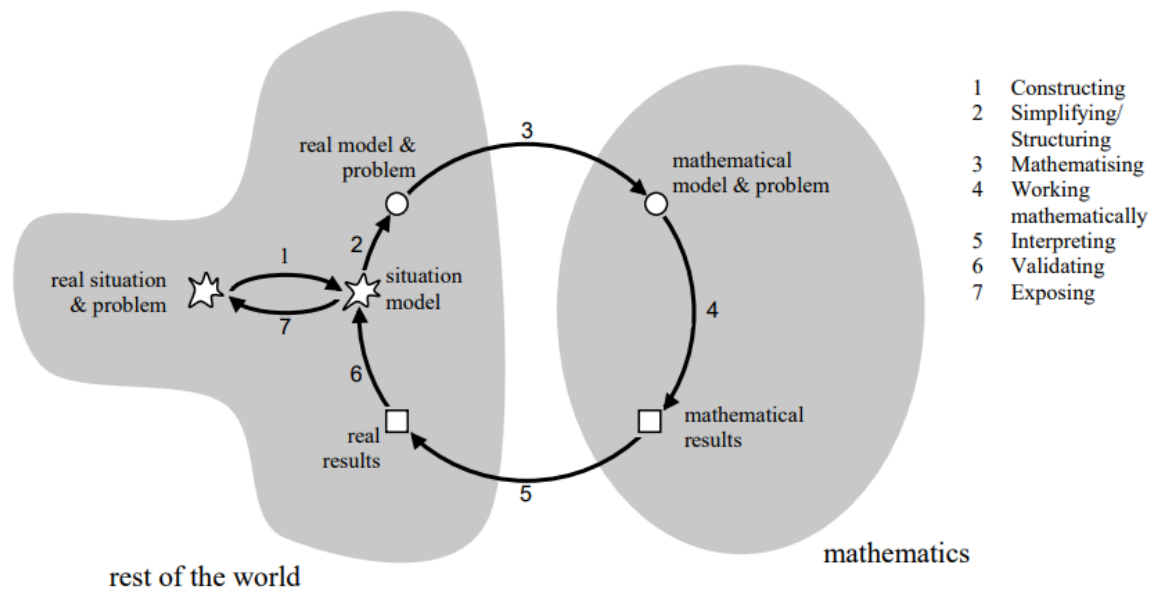 real model &
problem
3
mathematical
model & problem
1 Constructing
2 Simplifying/
Structuring
3 Mathematising
4 Working
mathematically
5 Interpreting
6 Validating
7 Exposing
real situation
& problem
1
2
situation
model
7
4
6
real
results
mathematical
results
5
mathematics
rest of the world